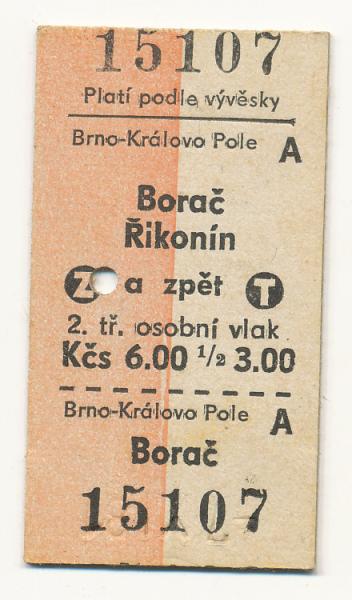 15107
Platí podle vývěsky
Brno-Královo Pole A
Borač
Řikonín
Z a zpět T
2. tř. osobní vlak
Kčs 6.00 ½ 3.00
Brno-Královo Pole A
Borač
15107